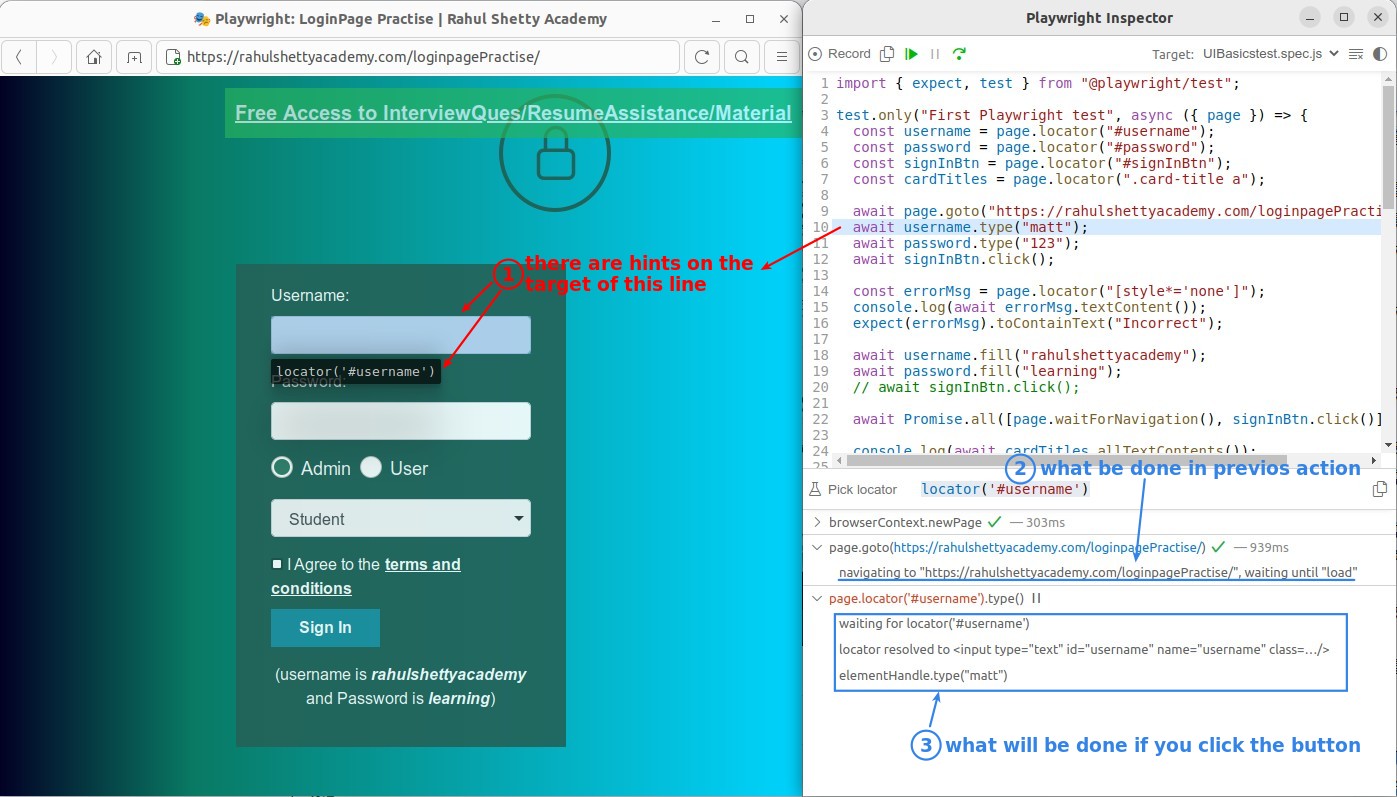 Playwright: LoginPage Practise | Rahul Shetty Academy
https://rahulshettyacademy.com/loginpagePractise/
Free Access to InterviewQues/ResumeAssistance/Material
1 there are hints on the
target of this line
Username:
locator('#username')
Password:
Admin User
Student
I Agree to the terms and
conditions
Sign In
(username is rahulshettyacademy
and Password is learning)
Playwright Inspector
Record
Target: UIBasicstest.spec.js
1 import { expect, test } from "@playwright/test";
2
3 test.only("First Playwright test", async ({ page }) => {
4 const username = page.locator("#username");
5 const password = page.locator("#password");
6 const signInBtn = page.locator("#signInBtn");
7 const cardTitles = page.locator(".card-title a");
8
9 await page.goto("https://rahulshettyacademy.com/loginpagePracti
10 await username.type("matt");
11 await password.type("123");
12 await signInBtn.click();
13
14 const errorMsg = page.locator("[style*='none']");
15 console.log(await errorMsg.textContent());
16 expect(errorMsg).toContainText("Incorrect");
17
18 await username.fill("rahulshettyacademy");
19 await password.fill("learning");
20 // await signInBtn.click();
21
22 await Promise.all([page.waitForNavigation(), signInBtn.click()]
23
24 console.log(await cardTitles.allTextContents());
25
2 what be done in previos action
Pick locator locator('#username')
browserContext.newPage — 303ms
page.goto(https://rahulshettyacademy.com/loginpagePractise/) — 939ms
navigating to "https://rahulshettyacademy.com/loginpagePractise/", waiting until "load"
page.locator('#username').type()
waiting for locator('#username')
locator resolved to <input type="text" id="username" name="username" class=…/>
elementHandle.type("matt")
3 what will be done if you click the button